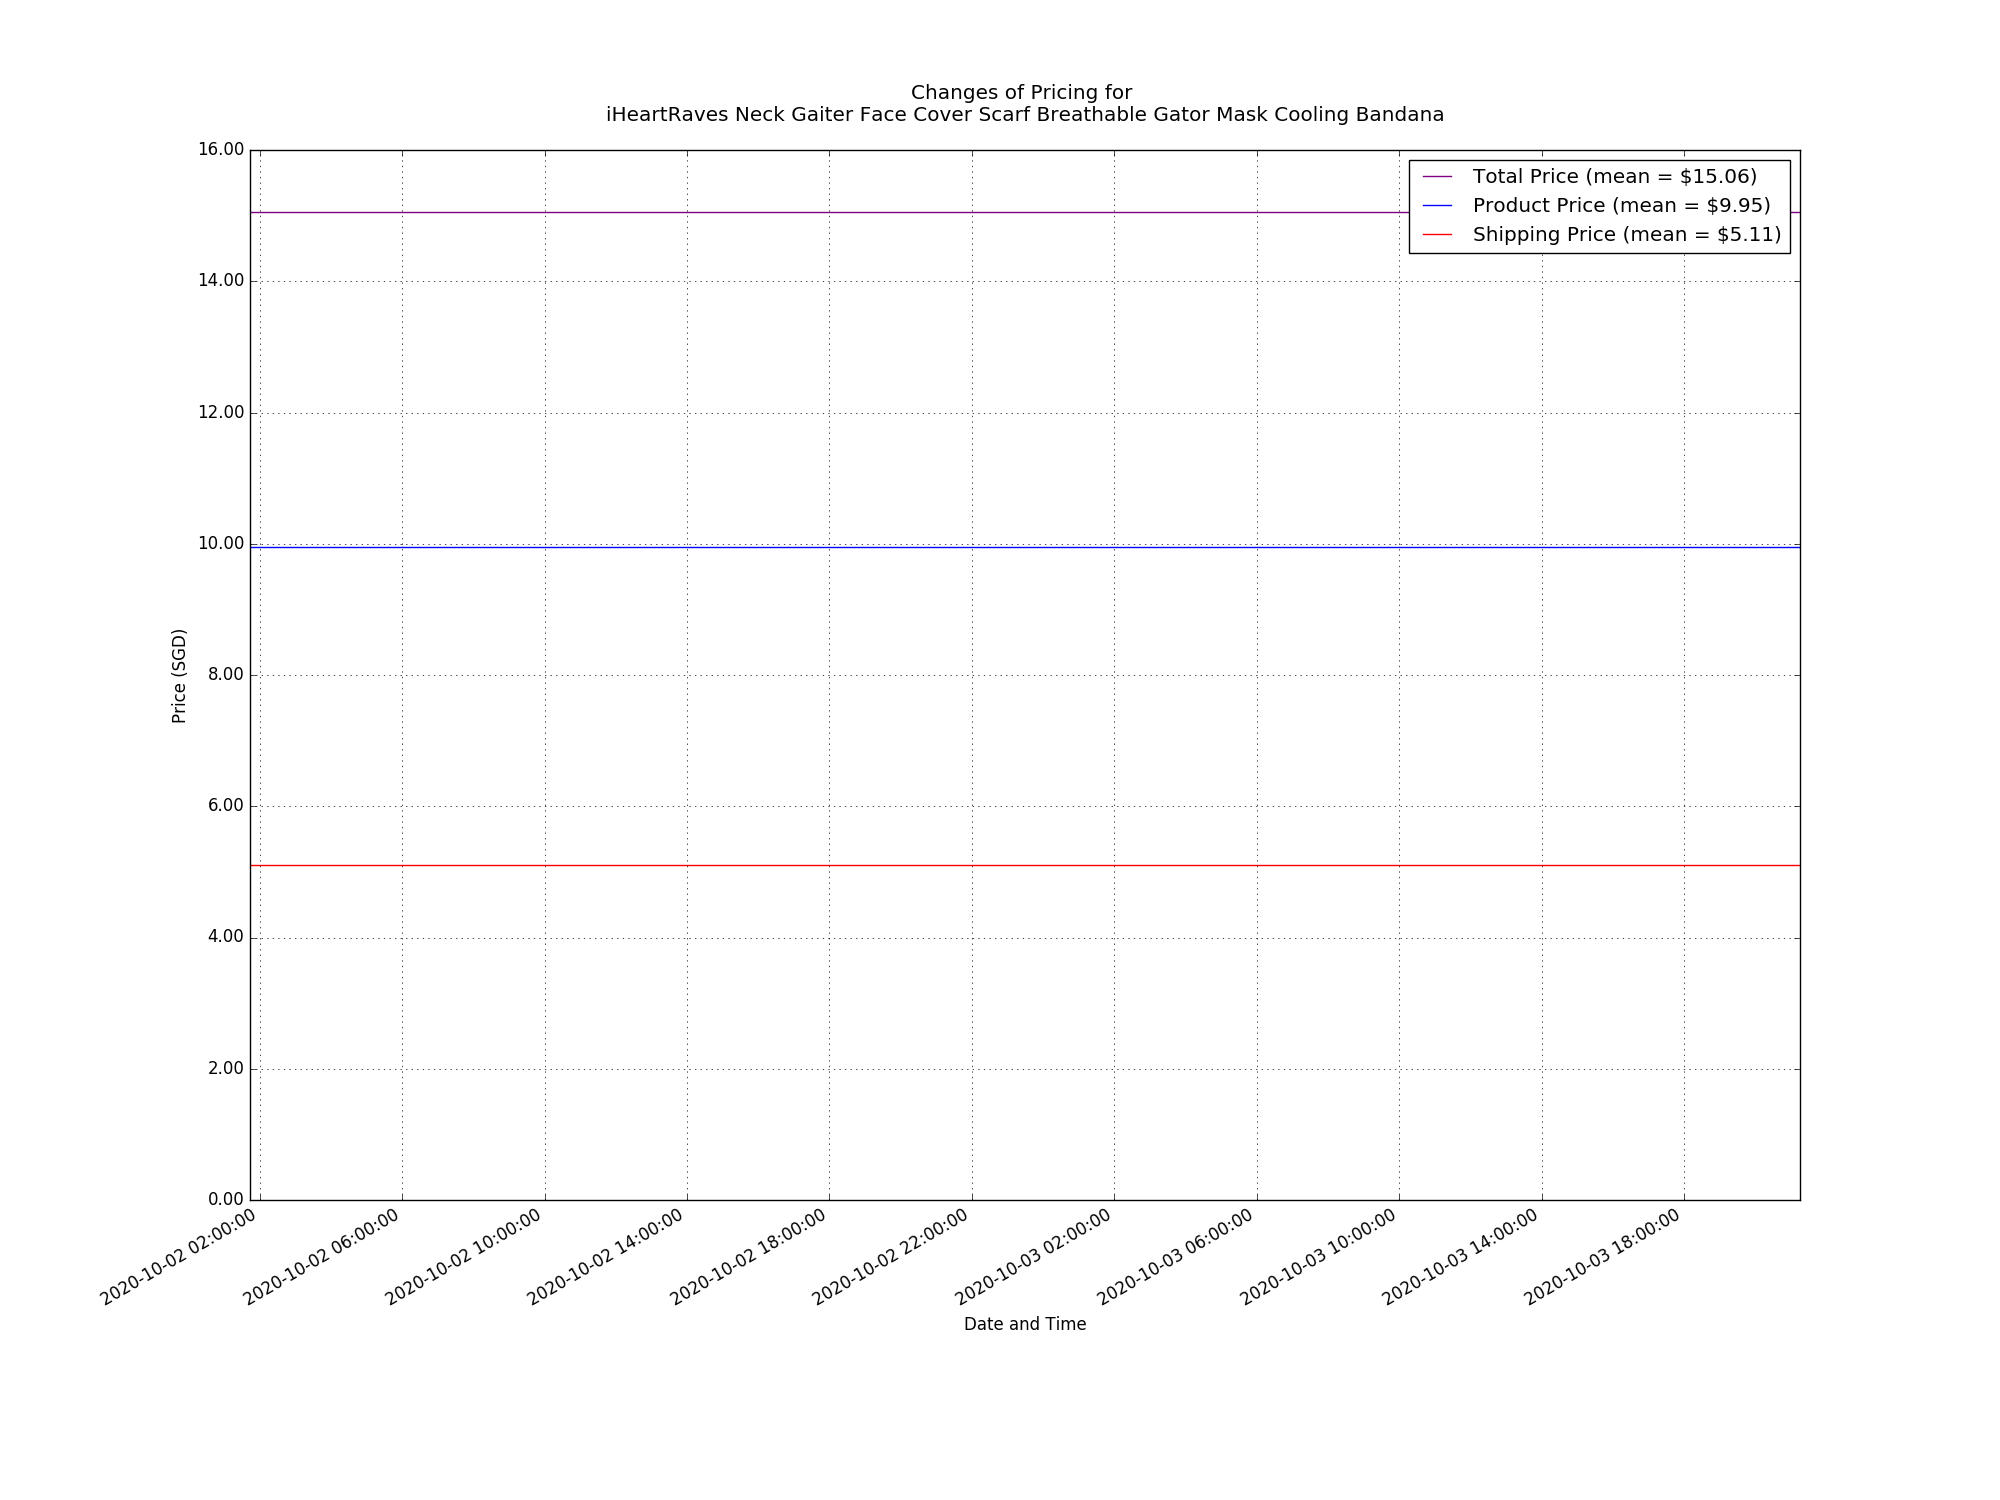 Changes of Pricing for
iHeartRaves Neck Gaiter Face Cover Scarf Breathable Gator Mask Cooling Bandana
16.00
14.00
12.00
10.00
8.00
6.00
4.00
2.00
0.00
Price (SGD)
Total Price (mean = $15.06)
Product Price (mean = $9.95)
Shipping Price (mean = $5.11)
2020-10-02 02:00:00
2020-10-02 06:00:00
2020-10-02 10:00:00
2020-10-02 14:00:00
2020-10-02 18:00:00
2020-10-02 22:00:00
2020-10-03 02:00:00
2020-10-03 06:00:00
2020-10-03 10:00:00
2020-10-03 14:00:00
2020-10-03 18:00:00
Date and Time